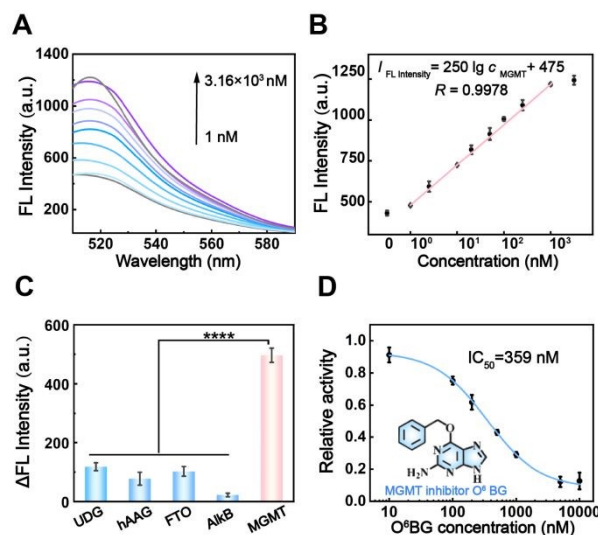 A
1400
1200
1000
800
600
400
200
FL Intensity (a.u.)
3.16×10³ nM
1 nM
520 540 560 580
Wavelength (nm)
B
I FL Intensity = 250 lg c MGMT + 475
R = 0.9978
1250
1000
750
500
FL Intensity (a.u.)
0 10⁰ 10¹ 10² 10³
Concentration (nM)
C
600
400
200
0
ΔFL Intensity (a.u.)
****
UDG hAAG FTO AlkB MGMT
D
IC₅₀=359 nM
1.0
0.8
0.6
0.4
0.2
0.0
Relative activity
O
N
N
H₂N
N
N
H
MGMT inhibitor O⁶ BG
10 100 1000 10000
O⁶BG concentration (nM)